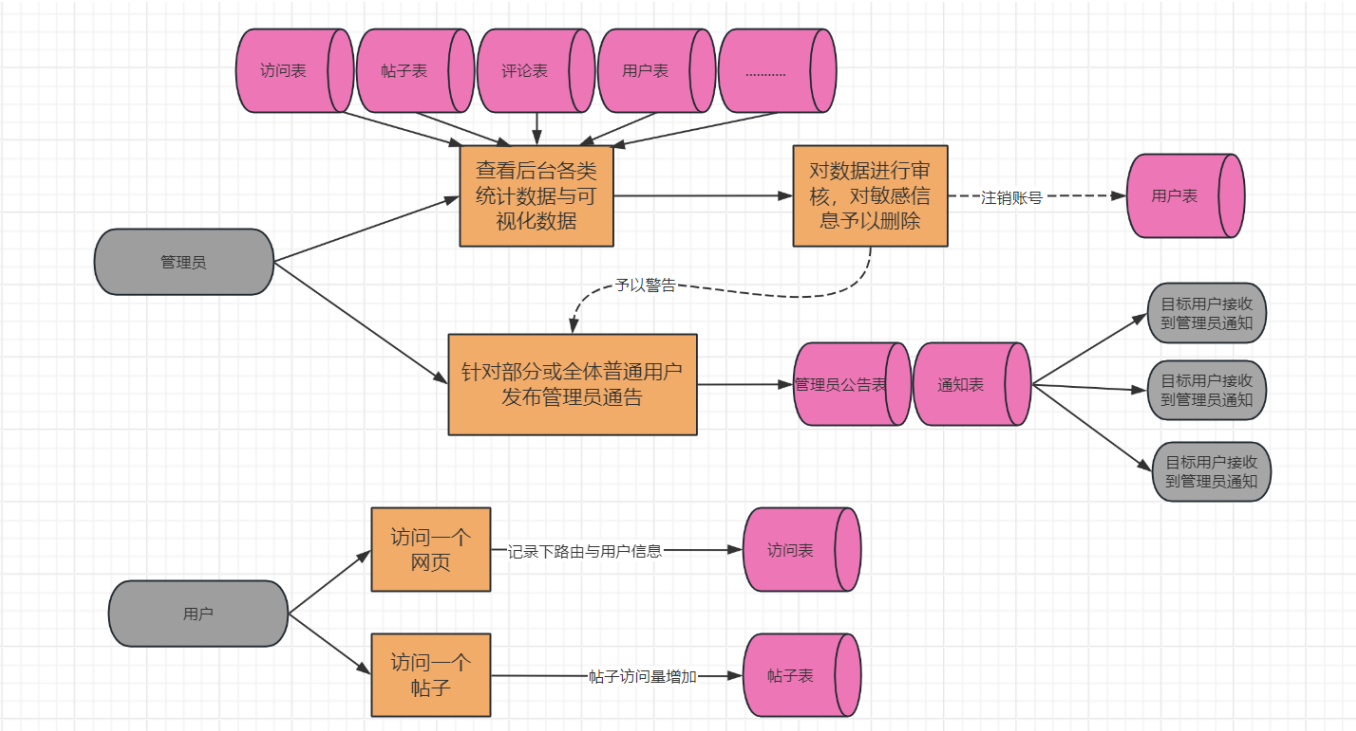 访问表
帖子表
评论表
用户表
...........
查看后台各类
统计数据与可
视化数据
对数据进行审
核，对敏感信
息予以删除
注销账号
用户表
管理员
予以警告
针对部分或全体普通用户
发布管理员通告
管理员公告表
通知表
目标用户接收
到管理员通知
目标用户接收
到管理员通知
目标用户接收
到管理员通知
访问一个
网页
记录下路由与用户信息
访问表
用户
访问一个
帖子
帖子访问量增加
帖子表